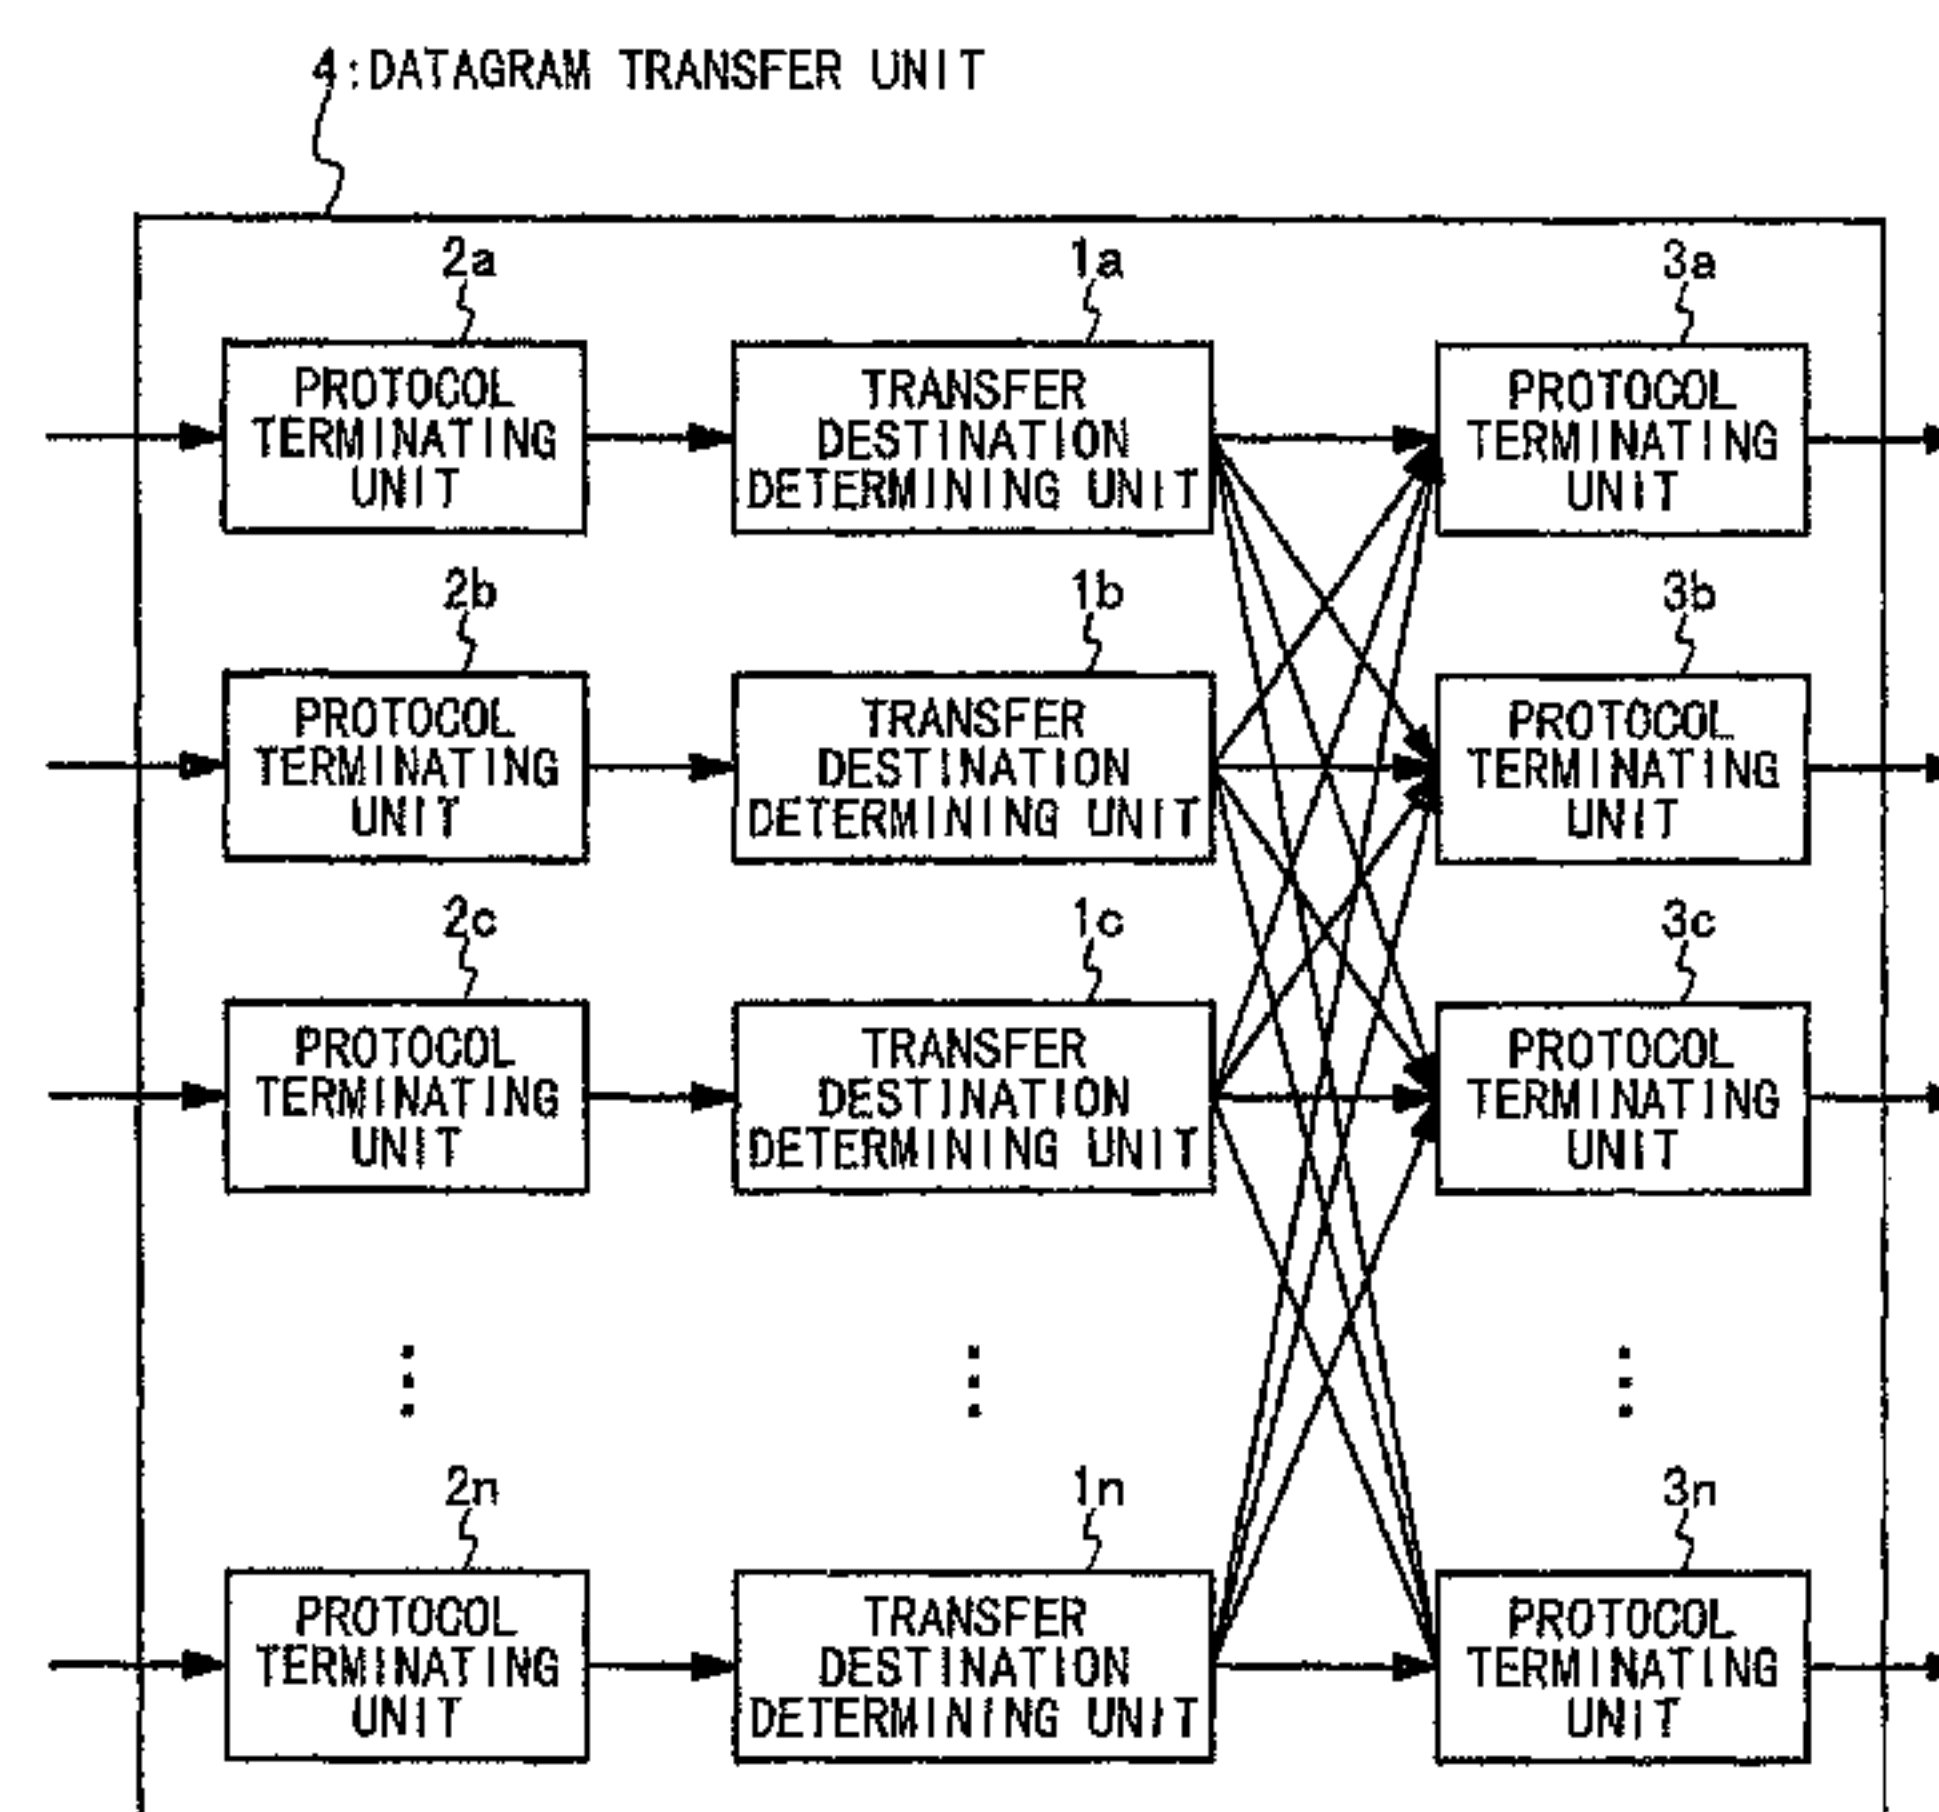 4:DATAGRAM TRANSFER UNIT
2a
1a
3a
PROTOCOL
TERMINATING
UNIT
TRANSFER
DESTINATION
DETERMINING UNIT
PROTOCOL
TERMINATING
UNIT
2b
1b
3b
PROTOCOL
TERMINATING
UNIT
TRANSFER
DESTINATION
DETERMINING UNIT
PROTOCOL
TERMINATING
UNIT
2c
1c
3c
PROTOCOL
TERMINATING
UNIT
TRANSFER
DESTINATION
DETERMINING UNIT
PROTOCOL
TERMINATING
UNIT
2n
1n
3n
PROTOCOL
TERMINATING
UNIT
TRANSFER
DESTINATION
DETERMINING UNIT
PROTOCOL
TERMINATING
UNIT